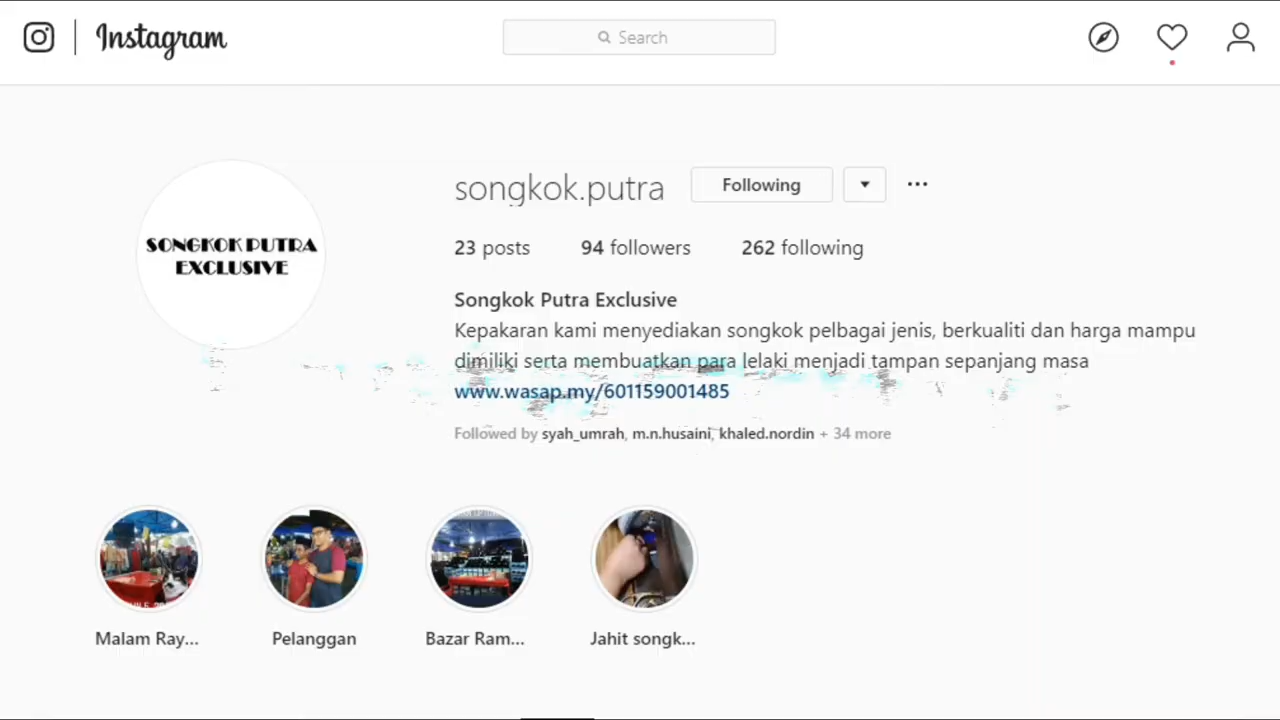 Instagram
Search
songkok.putra
Following
23 posts
94 followers
262 following
SONGKOK PUTRA
EXCLUSIVE
Songkok Putra Exclusive
Kepakaran kami menyediakan songkok pelbagai jenis, berkualiti dan harga mampu
dimiliki serta membuatkan para lelaki menjadi tampan sepanjang masa
www.wasap.my/601159001485
Followed by syah_umrah, m.n.husaini, khaled.nordin + 34 more
Malam Ray...
Pelanggan
Bazar Ram...
Jahit songk...